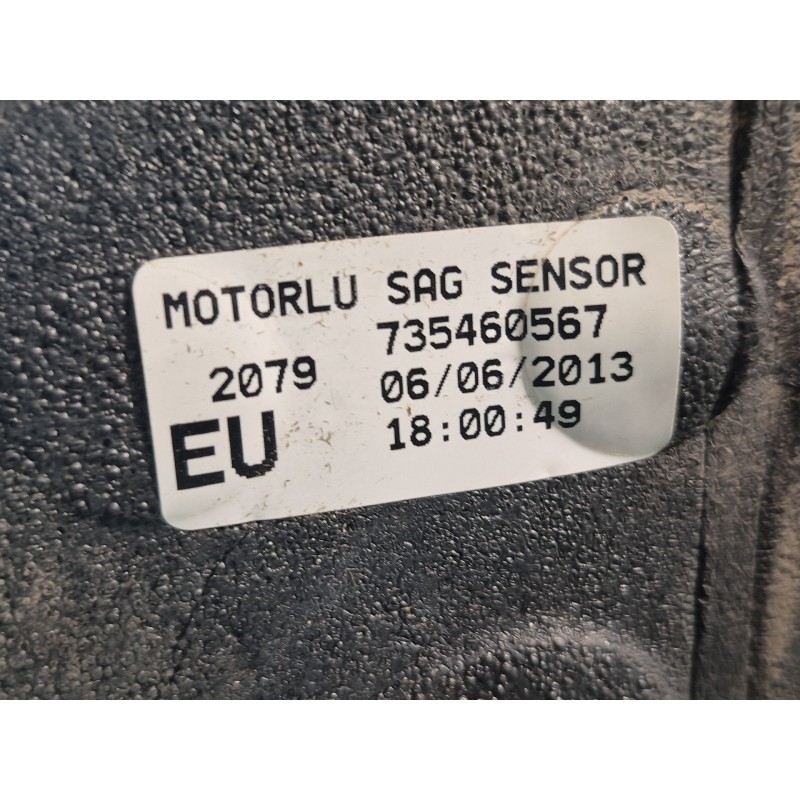 MOTORLU SAG SENSOR
735460567
2079 06/06/2013
EU 18:00:49